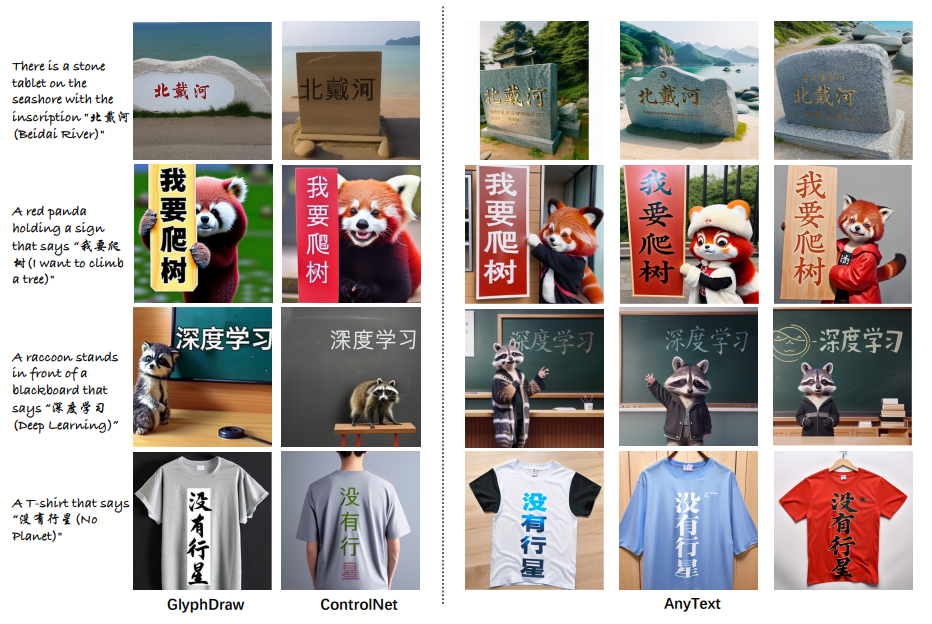 There is a stone
tablet on the
seashore with the
inscription "北戴河
(Beidai River)"
北戴河
北戴河
北戴河
北戴河
北戴河
A red panda
holding a sign
that says "我要爬
树(I want to climb
a tree)"
我要爬树
我要爬树
我要爬树
我要爬树
我要爬树
A raccoon stands
in front of a
blackboard that
says "深度学习
(Deep Learning)"
深度学习
深度学习
深度学习
深度学习
深度学习
A T-shirt that says
"没有行星(No
Planet)"
没有行星
没有行星
没有行星
没有行星
没有行星
GlyphDraw
ControlNet
AnyText